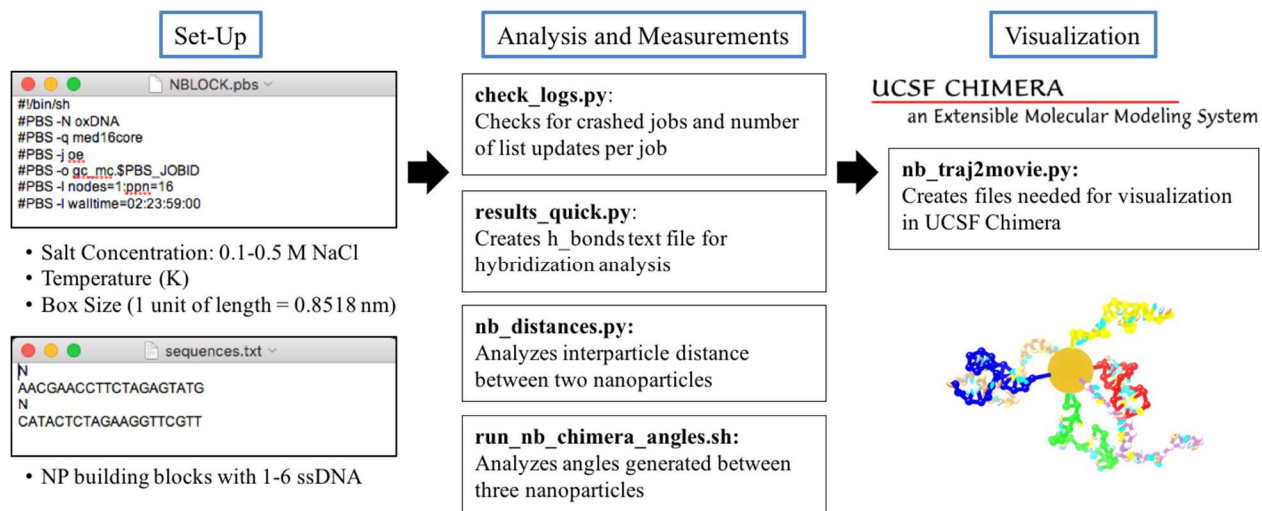 Set-Up
NBLOCK.pbs
#!/bin/sh
#PBS -N oxDNA
#PBS -q med16core
#PBS -j oe
#PBS -o gc_mc.$PBS_JOBID
#PBS -l nodes=1:ppn=16
#PBS -l walltime=02:23:59:00
• Salt Concentration: 0.1-0.5 M NaCl
• Temperature (K)
• Box Size (1 unit of length = 0.8518 nm)
sequences.txt
N
AACGAACCTTCTAGAGTATG
N
CATACTCTAGAAGGTTCGTT
• NP building blocks with 1-6 ssDNA
Analysis and Measurements
check_logs.py:
Checks for crashed jobs and number
of list updates per job
results_quick.py:
Creates h_bonds text file for
hybridization analysis
nb_distances.py:
Analyzes interparticle distance
between two nanoparticles
run_nb_chimera_angles.sh:
Analyzes angles generated between
three nanoparticles
Visualization
UCSF CHIMERA
an Extensible Molecular Modeling System
nb_traj2movie.py:
Creates files needed for visualization
in UCSF Chimera